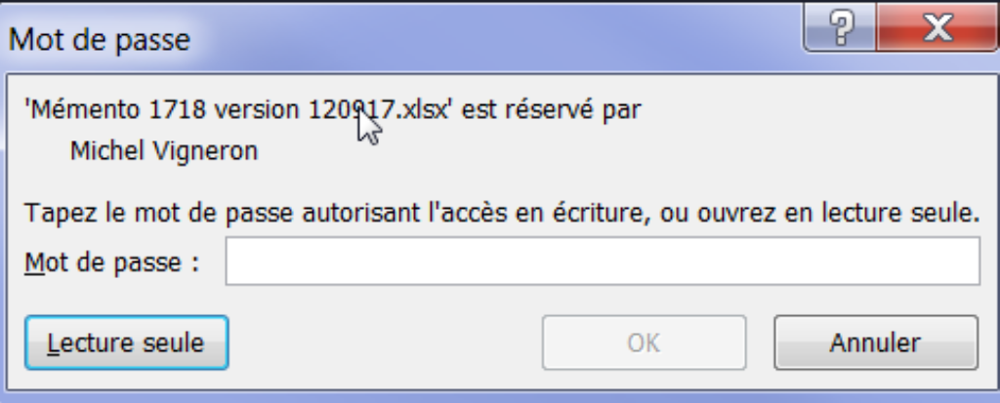 Mot de passe
'Mémento 1718 version 120917.xlsx' est réservé par
Michel Vigneron
Tapez le mot de passe autorisant l'accès en écriture, ou ouvrez en lecture seule.
Mot de passe :
Lecture seule
OK
Annuler